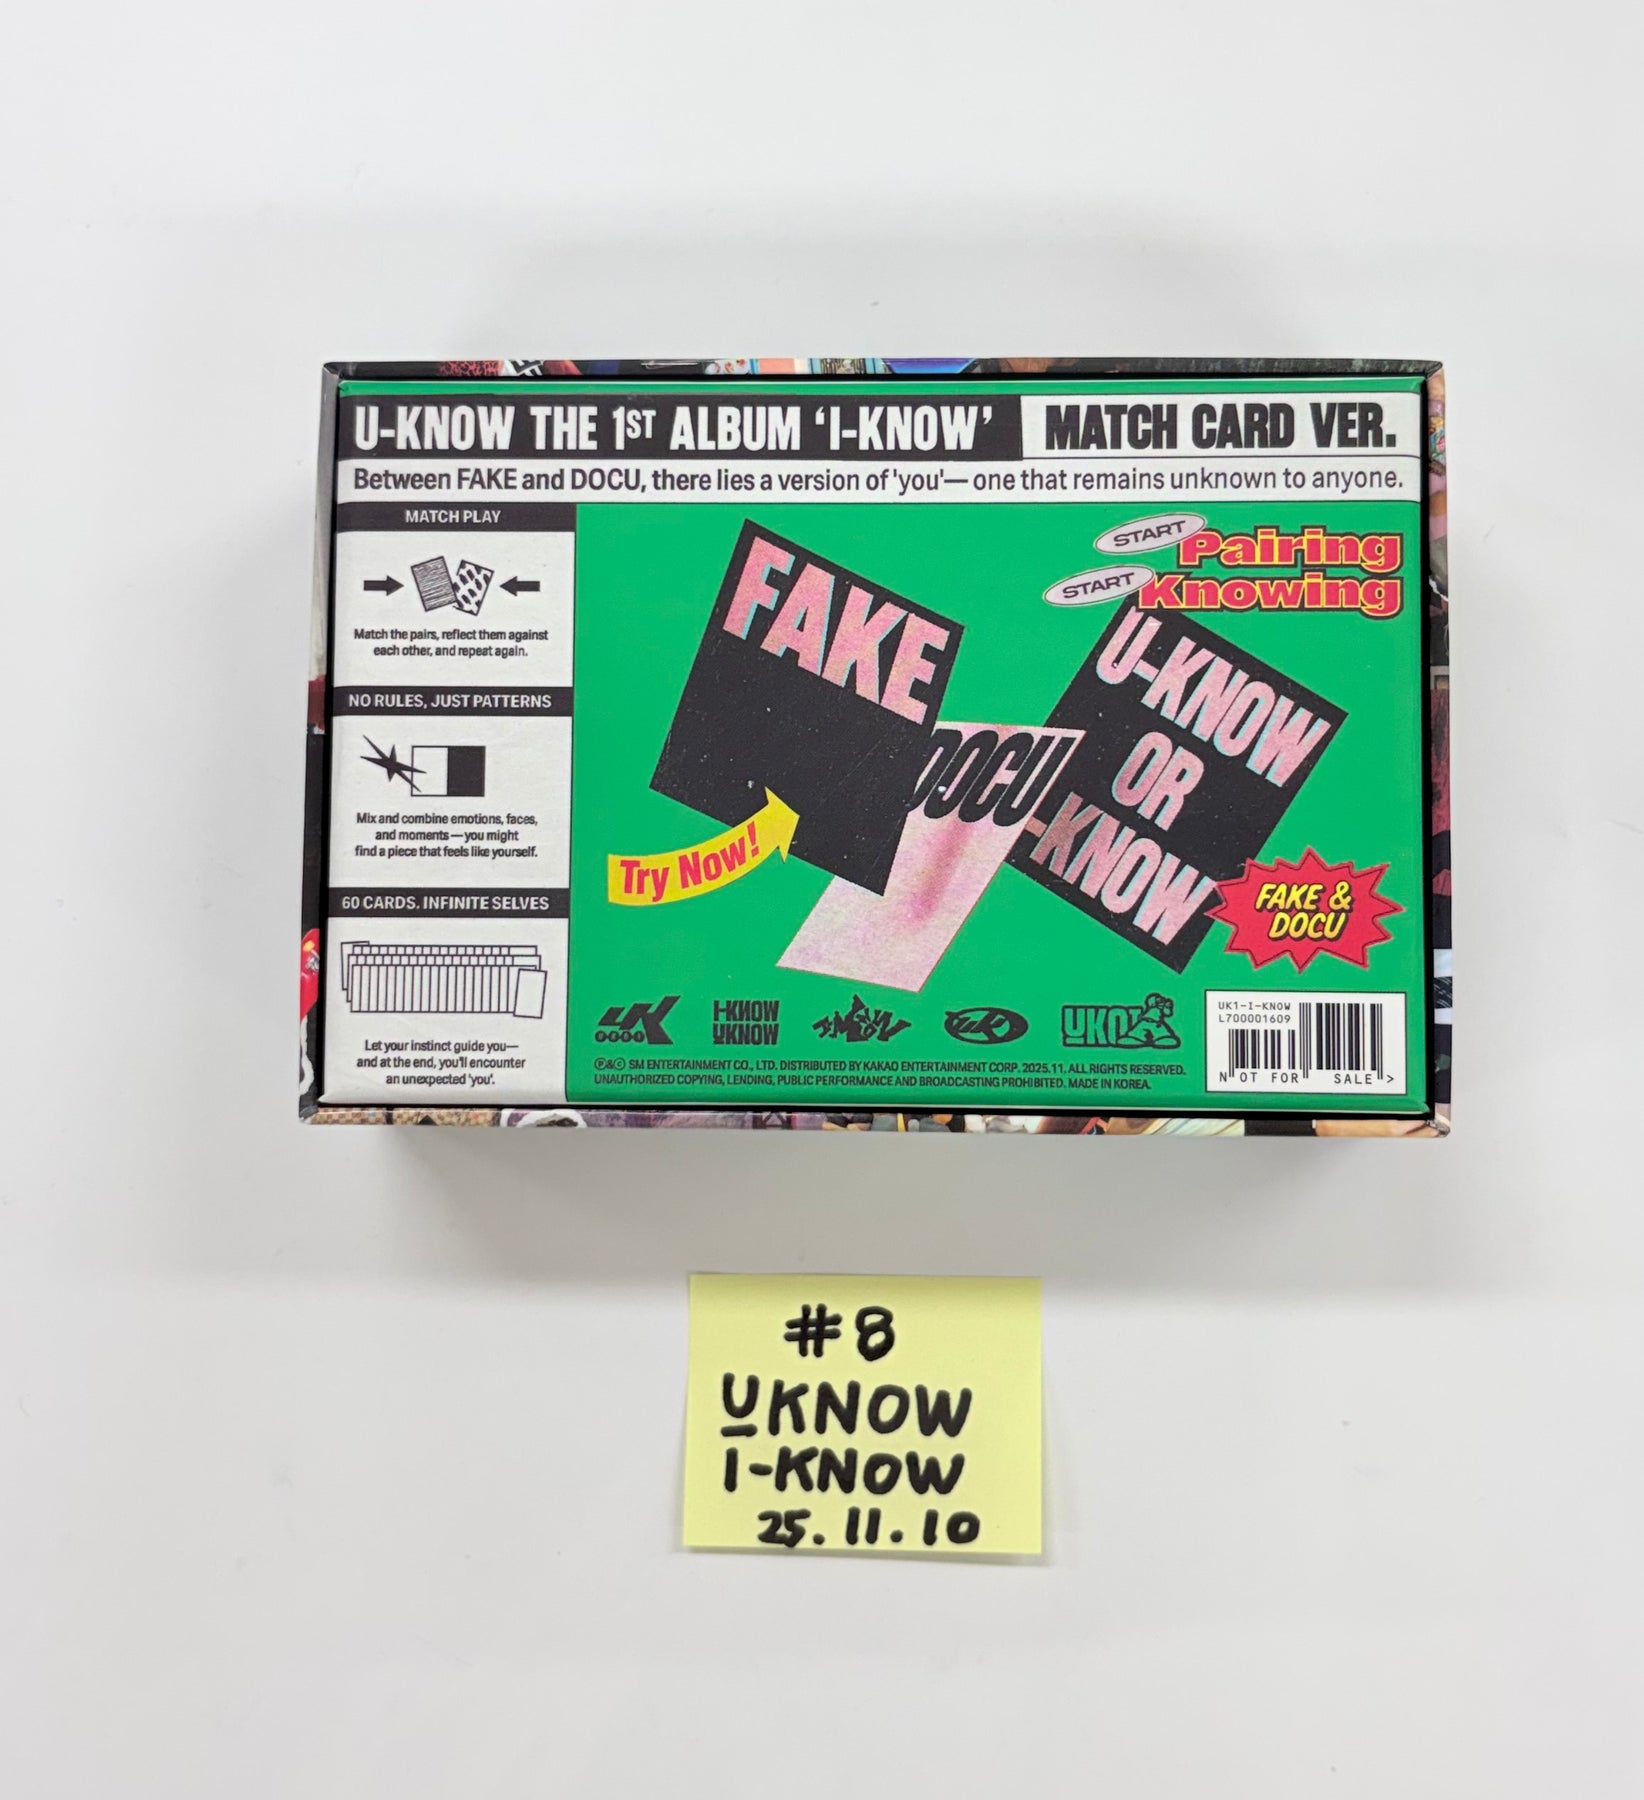 U-KNOW THE 1ST ALBUM ‘I-KNOW’ MATCH CARD VER.
Between FAKE and DOCU, there lies a version of 'you'— one that remains unknown to anyone.
MATCH PLAY
Match the pairs, reflect them against
each other, and repeat again.
NO RULES, JUST PATTERNS
Mix and combine emotions, faces,
and moments—you might
find a piece that feels like yourself.
60 CARDS. INFINITE SELVES
Let your instinct guide you—
and at the end, you'll encounter
an unexpected 'you'.
START Pairing
START Knowing
FAKE
DOCU
U-KNOW
OR
I-KNOW
Try Now!
FAKE &
DOCU
UK
I-KNOW
UKNOW
I-KNOW
UK
UKNOW
Ⓟ&Ⓒ SM ENTERTAINMENT CO., LTD. DISTRIBUTED BY KAKAO ENTERTAINMENT CORP. 2025.11. ALL RIGHTS RESERVED.
UNAUTHORIZED COPYING, LENDING, PUBLIC PERFORMANCE AND BROADCASTING PROHIBITED. MADE IN KOREA.
UK1-I-KNOW
L700001609
NOT FOR SALE >
#8
UKNOW
I-KNOW
25.11.10